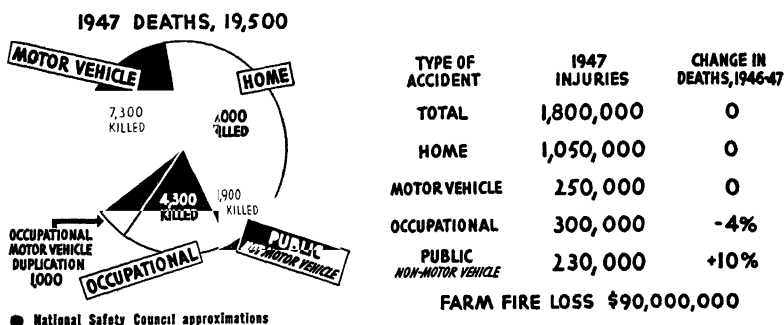 1947 DEATHS, 19,500
MOTOR VEHICLE
HOME
7,300
KILLED
KILLED
4,300
KILLED
KILLED
OCCUPATIONAL
MOTOR VEHICLE
DUPLICATION
1,000
OCCUPATIONAL
PUBLIC
NON-MOTOR VEHICLE
● National Safety Council approximations
TYPE OF ACCIDENT 1947 INJURIES CHANGE IN DEATHS, 1946-47
TOTAL 1,800,000 0
HOME 1,050,000 0
MOTOR VEHICLE 250,000 0
OCCUPATIONAL 300,000 -4%
PUBLIC NON-MOTOR VEHICLE 230,000 +10%
FARM FIRE LOSS $90,000,000